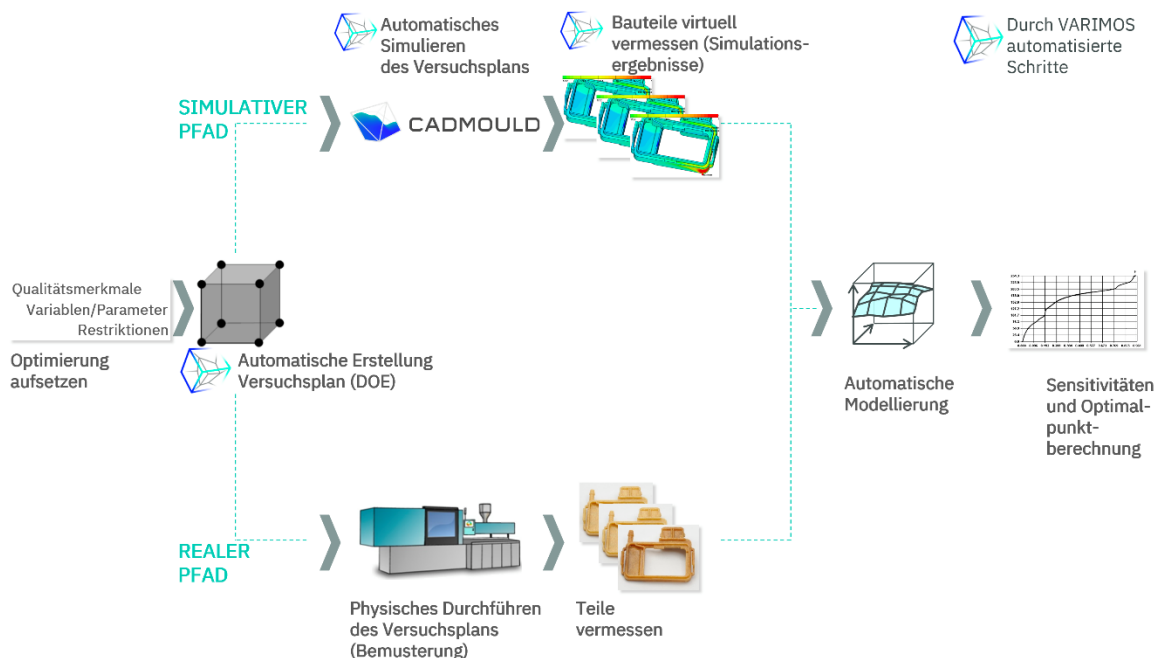 Automatisches
Simulieren
des Versuchsplans
Bauteile virtuell
vermessen (Simulations-
ergebnisse)
Durch VARIMOS
automatisierte
Schritte
SIMULATIVER
PFAD
CADMOULD
Qualitätsmerkmale
Variablen/Parameter
Restriktionen
Optimierung
aufsetzen
Automatische Erstellung
Versuchsplan (DOE)
Automatische
Modellierung
Sensitivitäten
und Optimal-
punkt-
berechnung
REALER
PFAD
Physisches Durchführen
des Versuchsplans
(Bemusterung)
Teile
vermessen